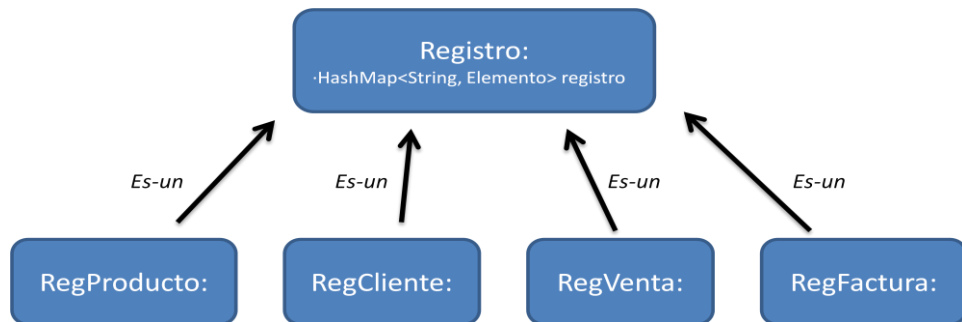 Registro:
·HashMap<String, Elemento> registro
Es-un
Es-un
Es-un
Es-un
RegProducto:
RegCliente:
RegVenta:
RegFactura: